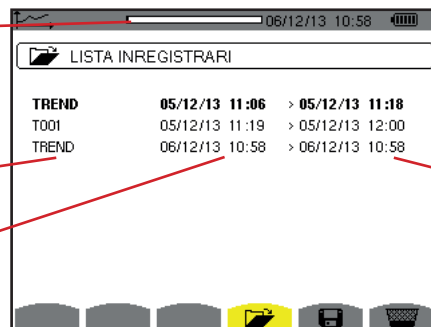 06/12/13 10:58
LISTA INREGISTRARI
TREND 05/12/13 11:06 > 05/12/13 11:18
T001 05/12/13 11:19 > 05/12/13 12:00
TREND 06/12/13 10:58 > 06/12/13 10:58